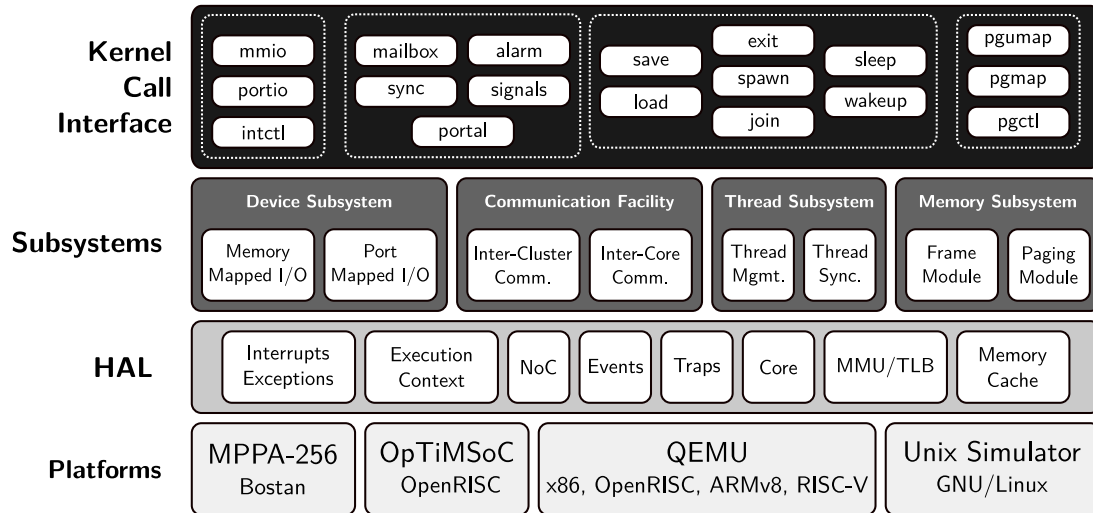 Kernel
Call
Interface
mmio
portio
intctl
mailbox
alarm
sync
signals
portal
save
load
exit
spawn
join
sleep
wakeup
pgumap
pgmap
pgctl
Subsystems
Device Subsystem
Memory
Mapped I/O
Port
Mapped I/O
Communication Facility
Inter-Cluster
Comm.
Inter-Core
Comm.
Thread Subsystem
Thread
Mgmt.
Thread
Sync.
Memory Subsystem
Frame
Module
Paging
Module
HAL
Interrupts
Exceptions
Execution
Context
NoC
Events
Traps
Core
MMU/TLB
Memory
Cache
Platforms
MPPA-256
Bostan
OpTiMSoC
OpenRISC
QEMU
x86, OpenRISC, ARMv8, RISC-V
Unix Simulator
GNU/Linux